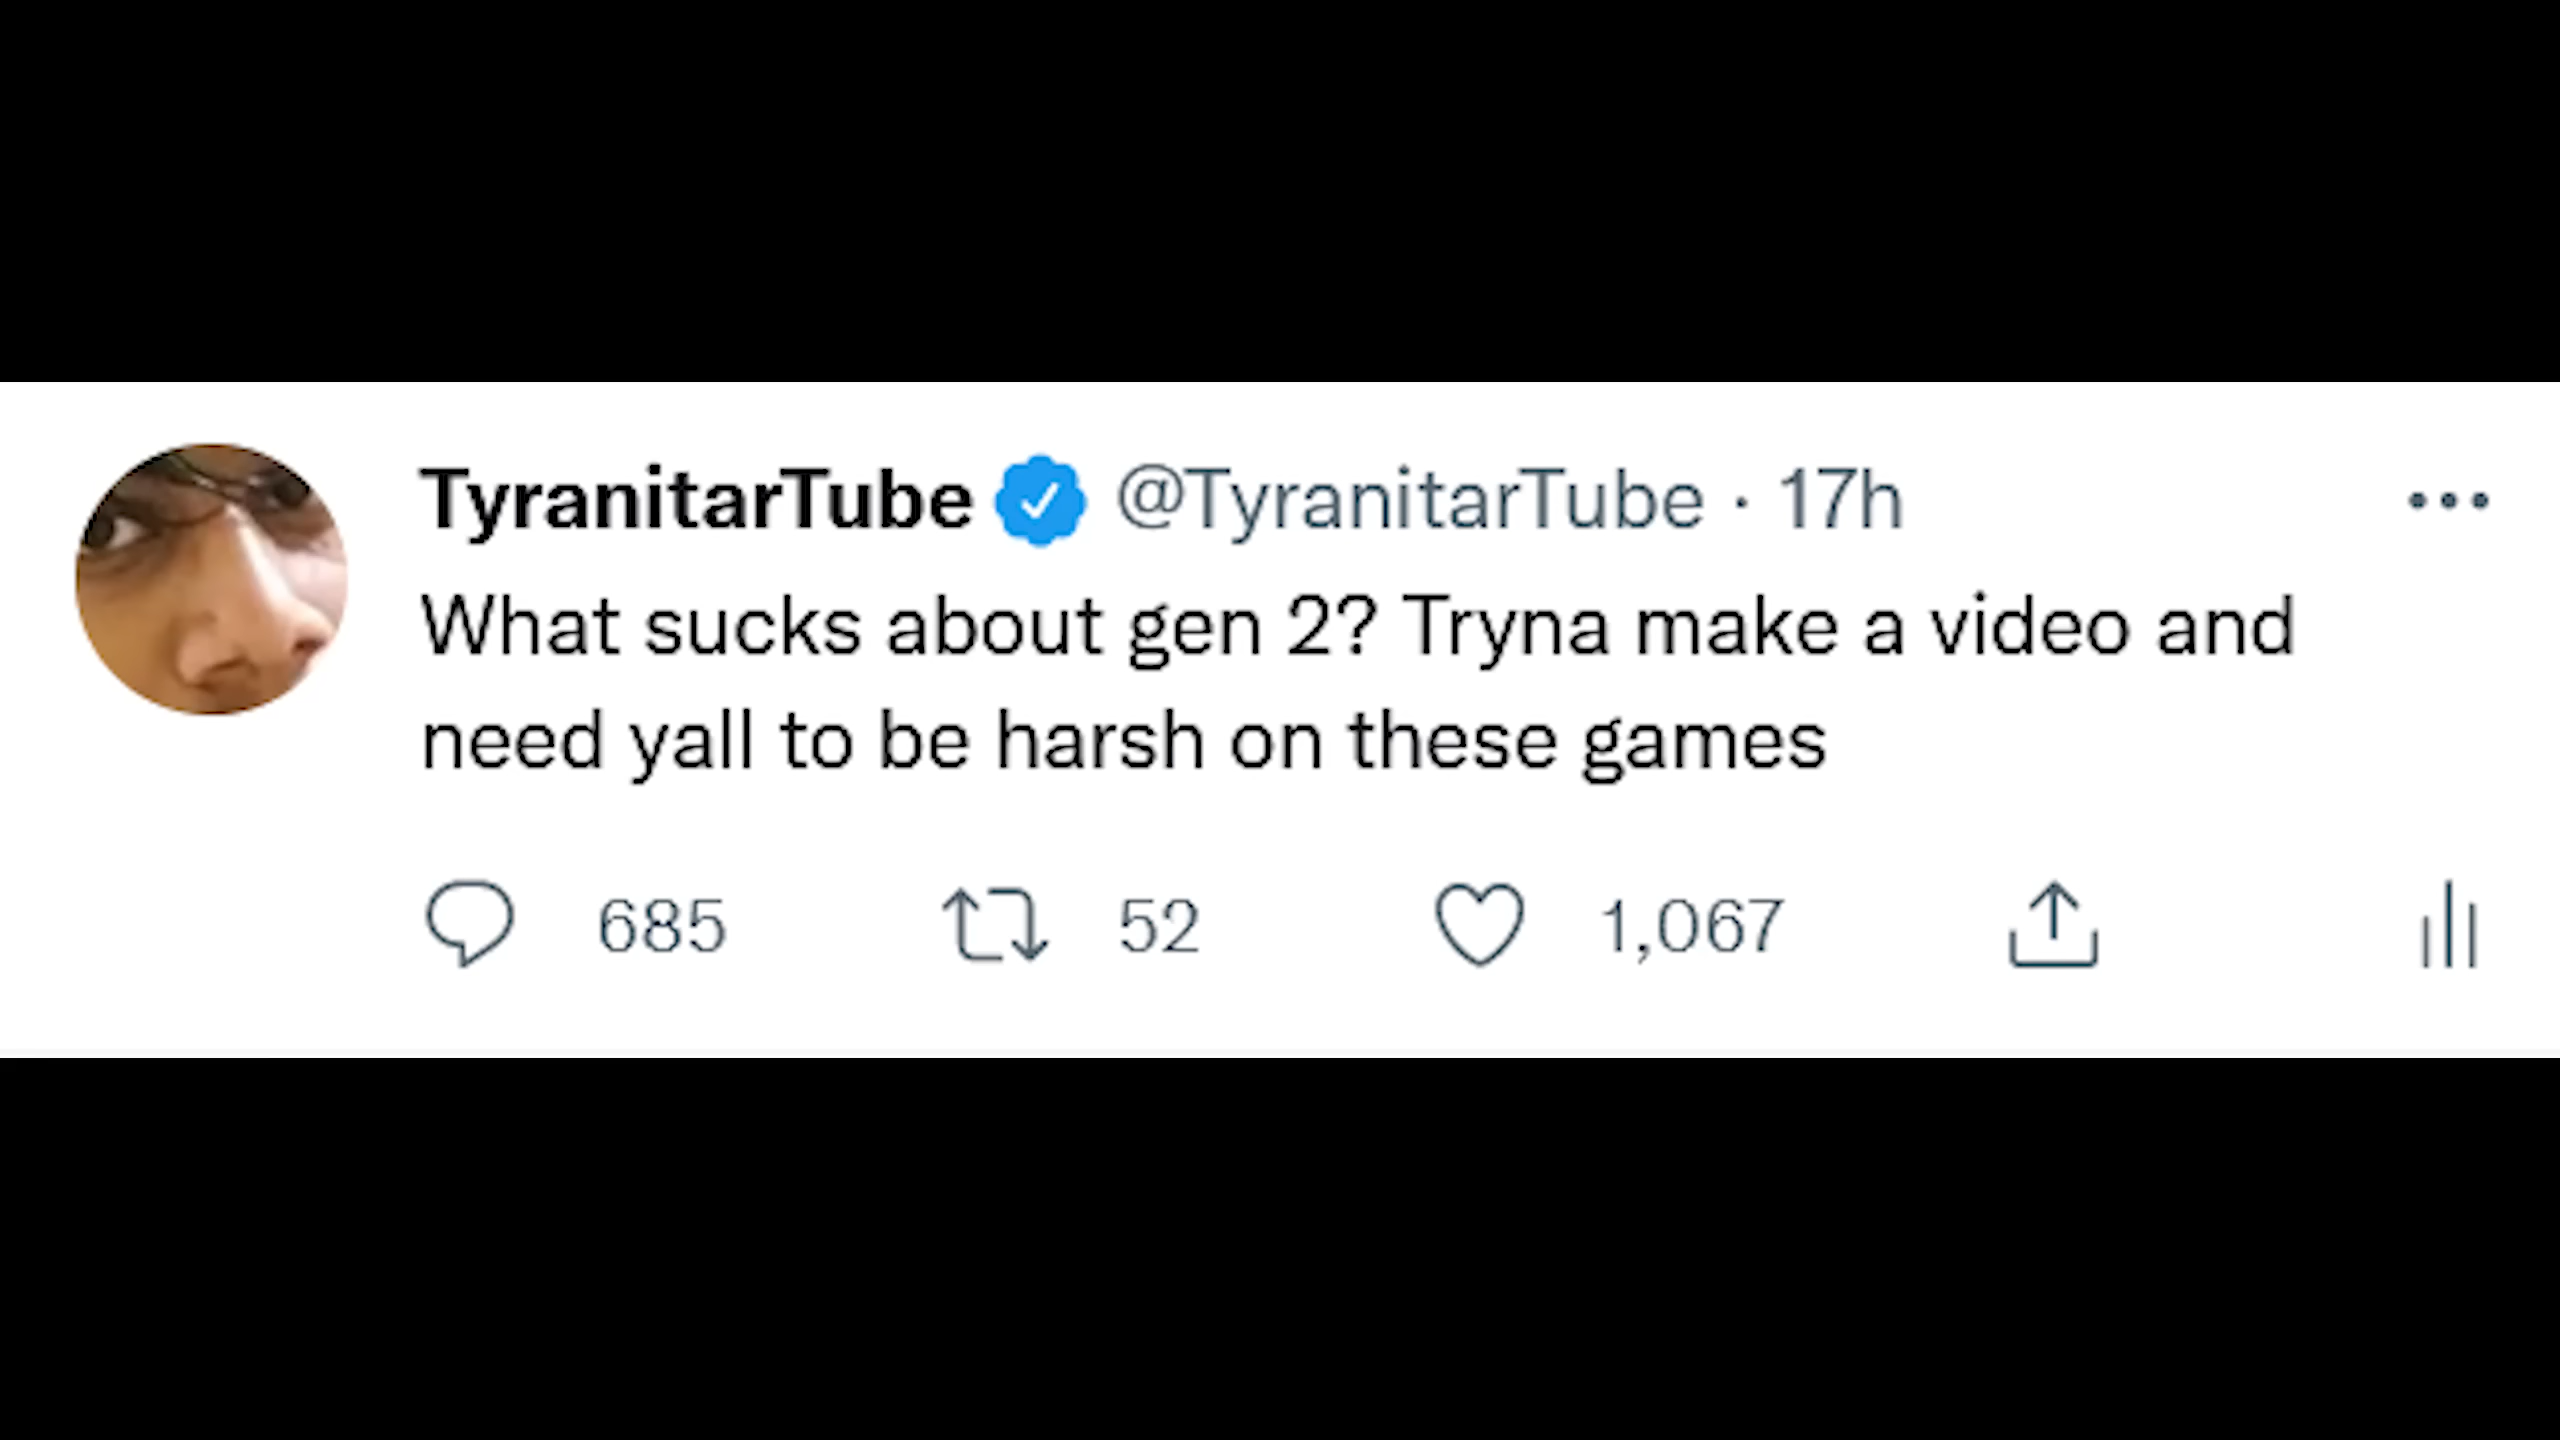 TyranitarTube @TyranitarTube · 17h
What sucks about gen 2? Tryna make a video and
need yall to be harsh on these games
685 52 1,067